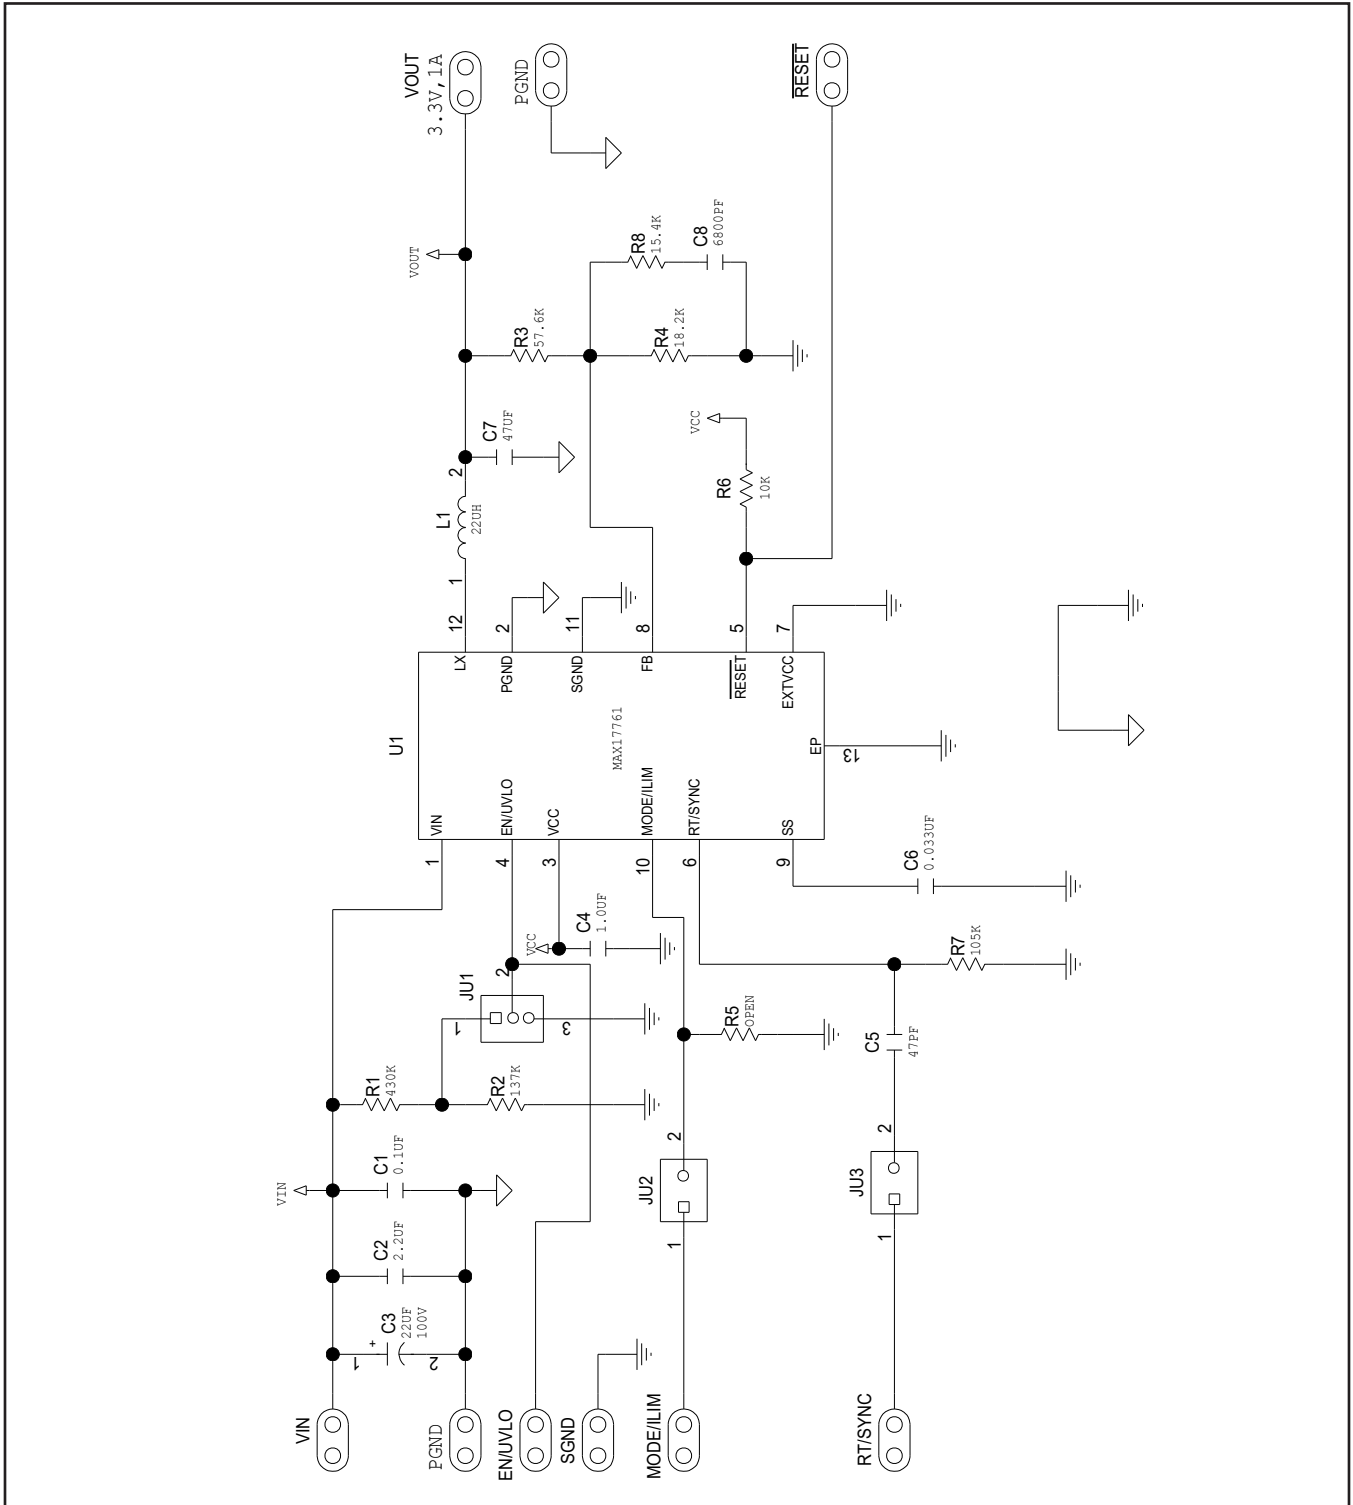 VIN
PGND
EN/UVLO
SGND
MODE/ILIM
RT/SYNC
1
+
2
C3
22UF
100V
C2
2.2UF
VIN
C1
0.1UF
R1
430K
R2
137K
JU1
1
2
3
JU2
1
2
JU3
1
2
R5
OPEN
C5
47PF
R7
105K
VCC
C4
1.0UF
C6
0.033UF
1
4
3
10
6
9
U1
MAX17761
VIN
EN/UVLO
VCC
MODE/ILIM
RT/SYNC
SS
EP
13
LX
PGND
SGND
FB
RESET
EXTVCC
12
2
11
8
5
7
1
L1
22UH
2
C7
47UF
R6
10K
VCC
R3
57.6K
R4
18.2K
R8
15.4K
C8
6800PF
VOUT
VOUT
3.3V,1A
PGND
RESET